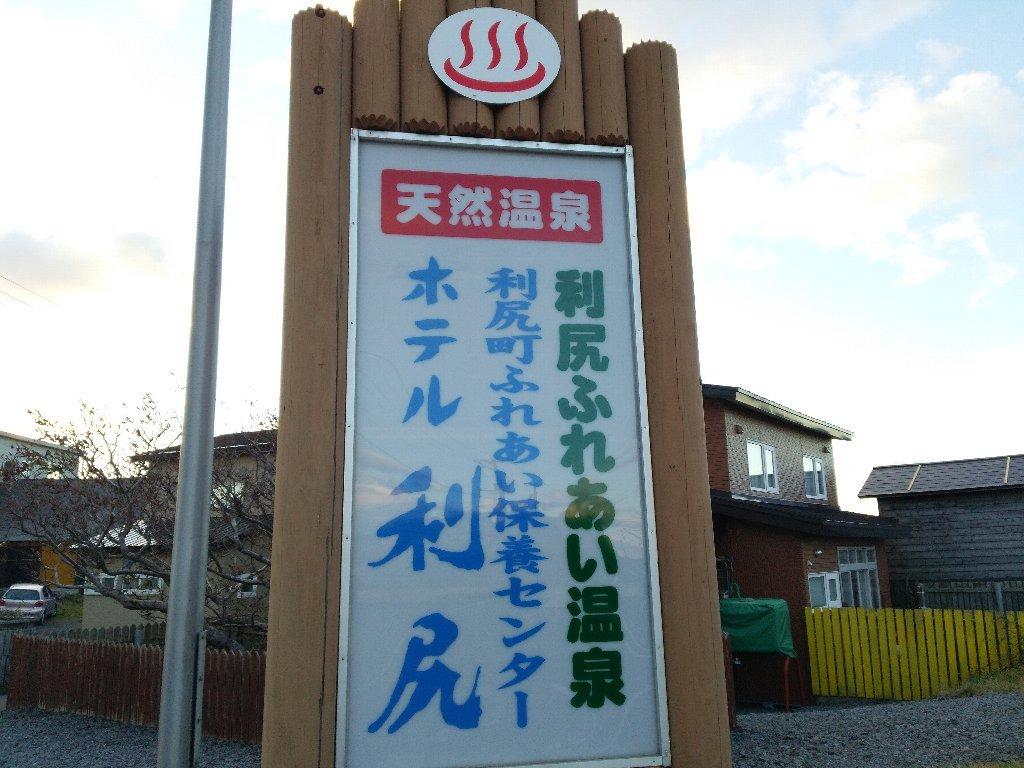 天然温泉
利尻ふれあい温泉
利尻町ふれあい保養センター
ホテル利尻